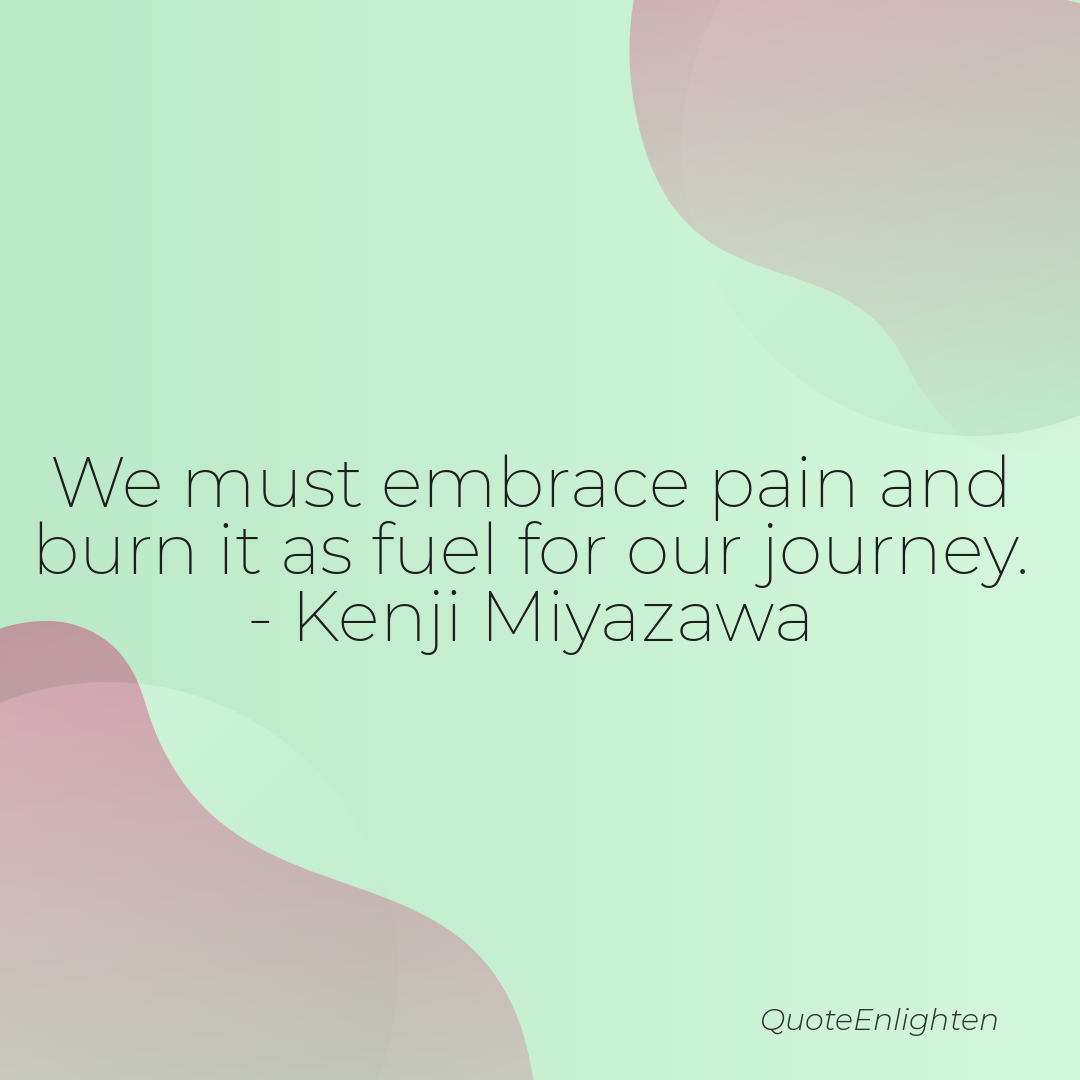 We must embrace pain and
burn it as fuel for our journey.
- Kenji Miyazawa
QuoteEnlighten